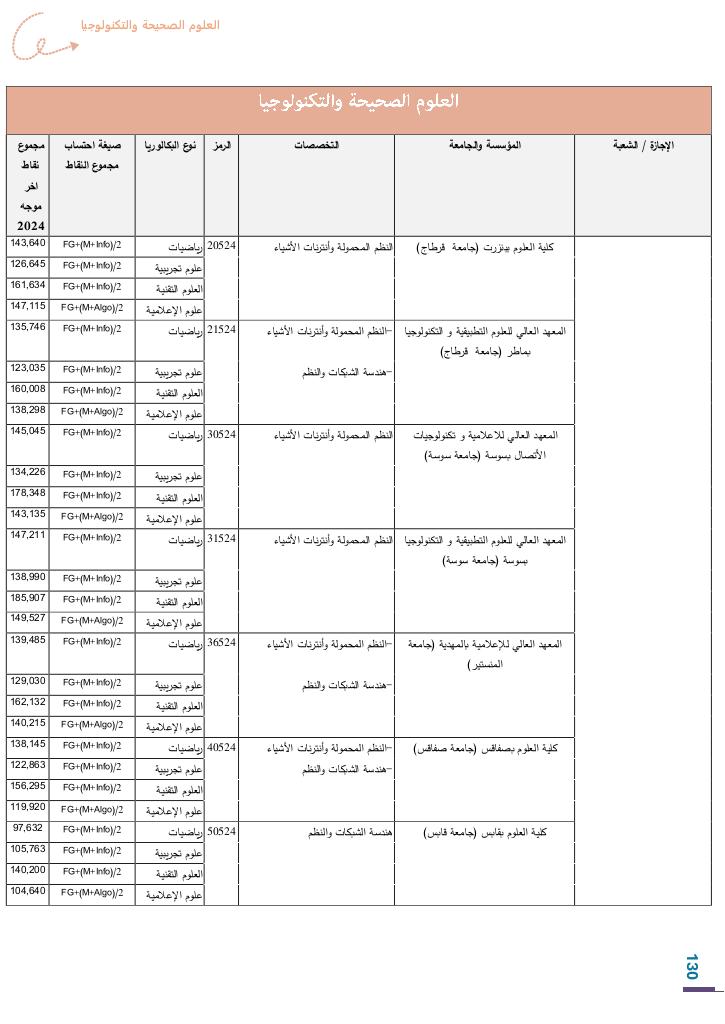 العلوم الصحيحة والتكنولوجيا
العلوم الصحيحة والتكنولوجيا
الإجازة / الشعبة المؤسسة والجامعة التخصصات الرمز نوع البكالوريا صيغة احتساب مجموع النقاط مجموع نقاط اخر موجه 2024
كلية العلوم ببنزرت (جامعة قرطاج) النظم المحمولة وأنترنات الأشياء 20524 رياضيات FG+(M+Info)/2 143,640
علوم تجريبية FG+(M+Info)/2 126,645
العلوم التقنية FG+(M+Info)/2 161,634
علوم الإعلامية FG+(M+Algo)/2 147,115
المعهد العالي للعلوم التطبيقية و التكنولوجيا بماطر (جامعة قرطاج) –النظم المحمولة وأنترنات الأشياء 21524 رياضيات FG+(M+Info)/2 135,746
–هندسة الشبكات والنظم علوم تجريبية FG+(M+Info)/2 123,035
العلوم التقنية FG+(M+Info)/2 160,008
علوم الإعلامية FG+(M+Algo)/2 138,298
المعهد العالي للاعلامية و تكنولوجيات الأتصال بسوسة (جامعة سوسة) النظم المحمولة وأنترنات الأشياء 30524 رياضيات FG+(M+Info)/2 145,045
علوم تجريبية FG+(M+Info)/2 134,226
العلوم التقنية FG+(M+Info)/2 178,348
علوم الإعلامية FG+(M+Algo)/2 143,135
المعهد العالي للعلوم التطبيقية و التكنولوجيا بسوسة (جامعة سوسة) النظم المحمولة وأنترنات الأشياء 31524 رياضيات FG+(M+Info)/2 147,211
علوم تجريبية FG+(M+Info)/2 138,990
العلوم التقنية FG+(M+Info)/2 185,907
علوم الإعلامية FG+(M+Algo)/2 149,527
المعهد العالي للإعلامية بالمهدية (جامعة المنستير) –النظم المحمولة وأنترنات الأشياء 36524 رياضيات FG+(M+Info)/2 139,485
–هندسة الشبكات والنظم علوم تجريبية FG+(M+Info)/2 129,030
العلوم التقنية FG+(M+Info)/2 162,132
علوم الإعلامية FG+(M+Algo)/2 140,215
كلية العلوم بصفاقس (جامعة صفاقس) –النظم المحمولة وأنترنات الأشياء 40524 رياضيات FG+(M+Info)/2 138,145
–هندسة الشبكات والنظم علوم تجريبية FG+(M+Info)/2 122,863
العلوم التقنية FG+(M+Info)/2 156,295
علوم الإعلامية FG+(M+Algo)/2 119,920
كلية العلوم بقابس (جامعة قابس) هندسة الشبكات والنظم 50524 رياضيات FG+(M+Info)/2 97,632
علوم تجريبية FG+(M+Info)/2 105,763
العلوم التقنية FG+(M+Info)/2 140,200
علوم الإعلامية FG+(M+Algo)/2 104,640
130